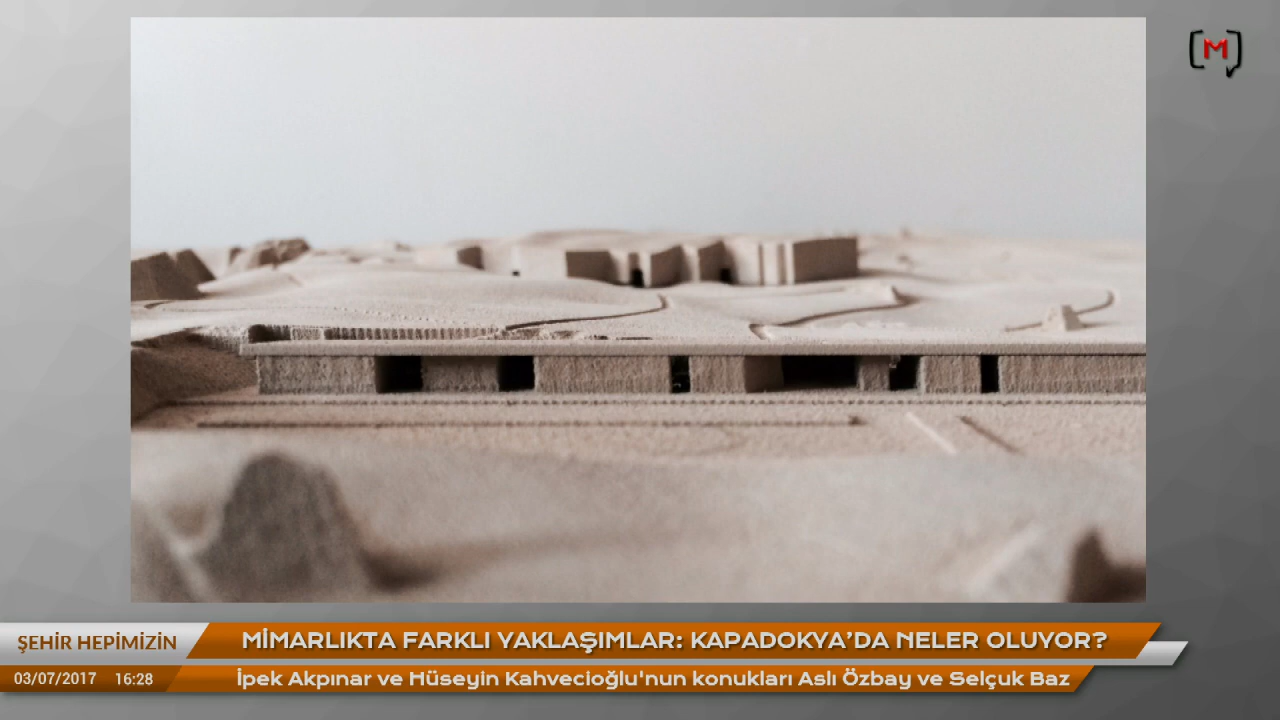 [M]
ŞEHİR HEPİMİZİN
MİMARLIKTA FARKLI YAKLAŞIMLAR: KAPADOKYA'DA NELER OLUYOR?
03/07/2017 16:28
İpek Akpınar ve Hüseyin Kahvecioğlu'nun konukları Aslı Özbay ve Selçuk Baz